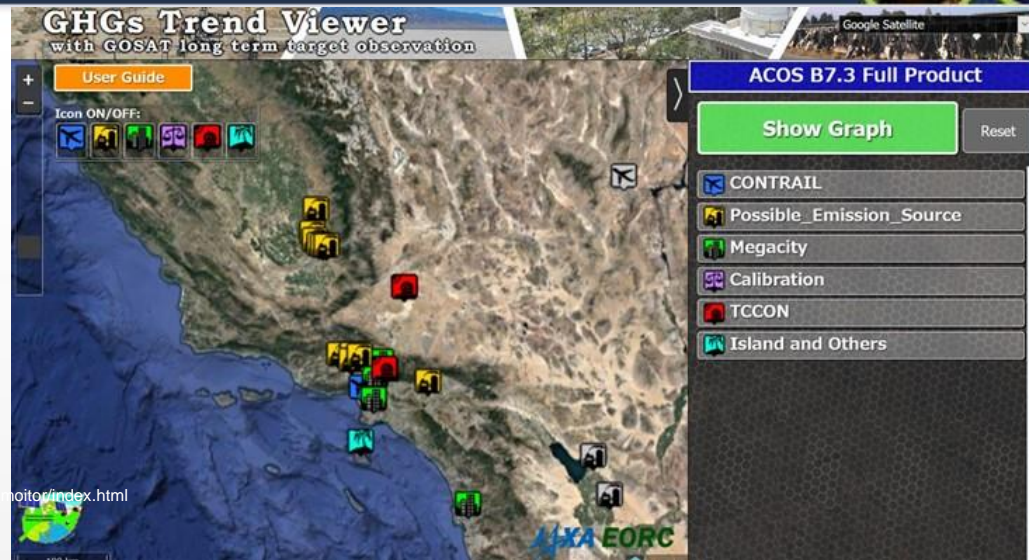 GHGs Trend Viewer
with GOSAT long term target observation
Google Satellite
+
User Guide
−
Icon ON/OFF:
ACOS B7.3 Full Product
Show Graph
Reset
CONTRAIL
Possible_Emission_Source
Megacity
Calibration
TCCON
Island and Others
moitor/index.html
JAXA EORC